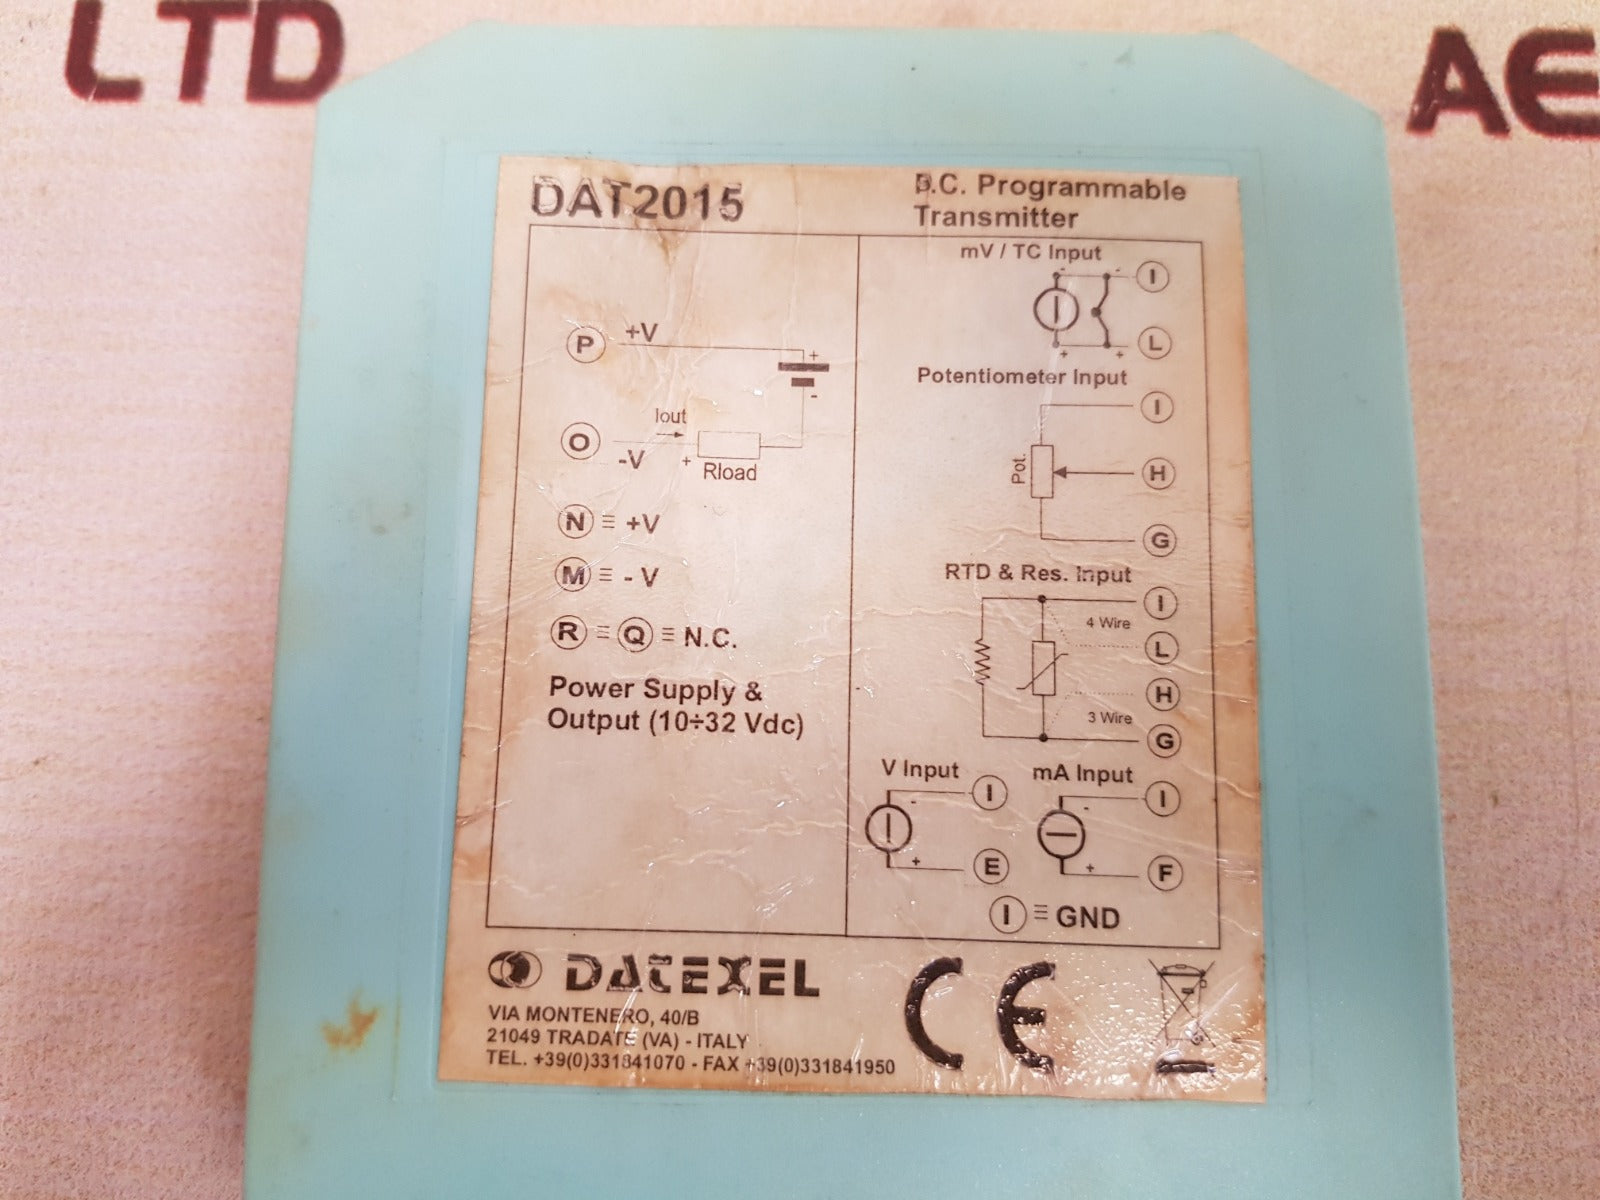 LTD
AE
DAT2015
P.C. Programmable
Transmitter
P +V
+
-
Iout
O -V + Rload
N ≡ +V
M ≡ - V
R ≡ Q ≡ N.C.
Power Supply &
Output (10÷32 Vdc)
mV / TC Input
- - I
+ + L
Potentiometer Input
I
Pot. H
G
RTD & Res. Input
I
4 Wire
L
H
3 Wire
G
V Input
- I
+ E
mA Input
- I
+ F
I ≡ GND
DATEXEL
VIA MONTENERO, 40/B
21049 TRADATE (VA) - ITALY
TEL. +39(0)331841070 - FAX +39(0)331841950
CE